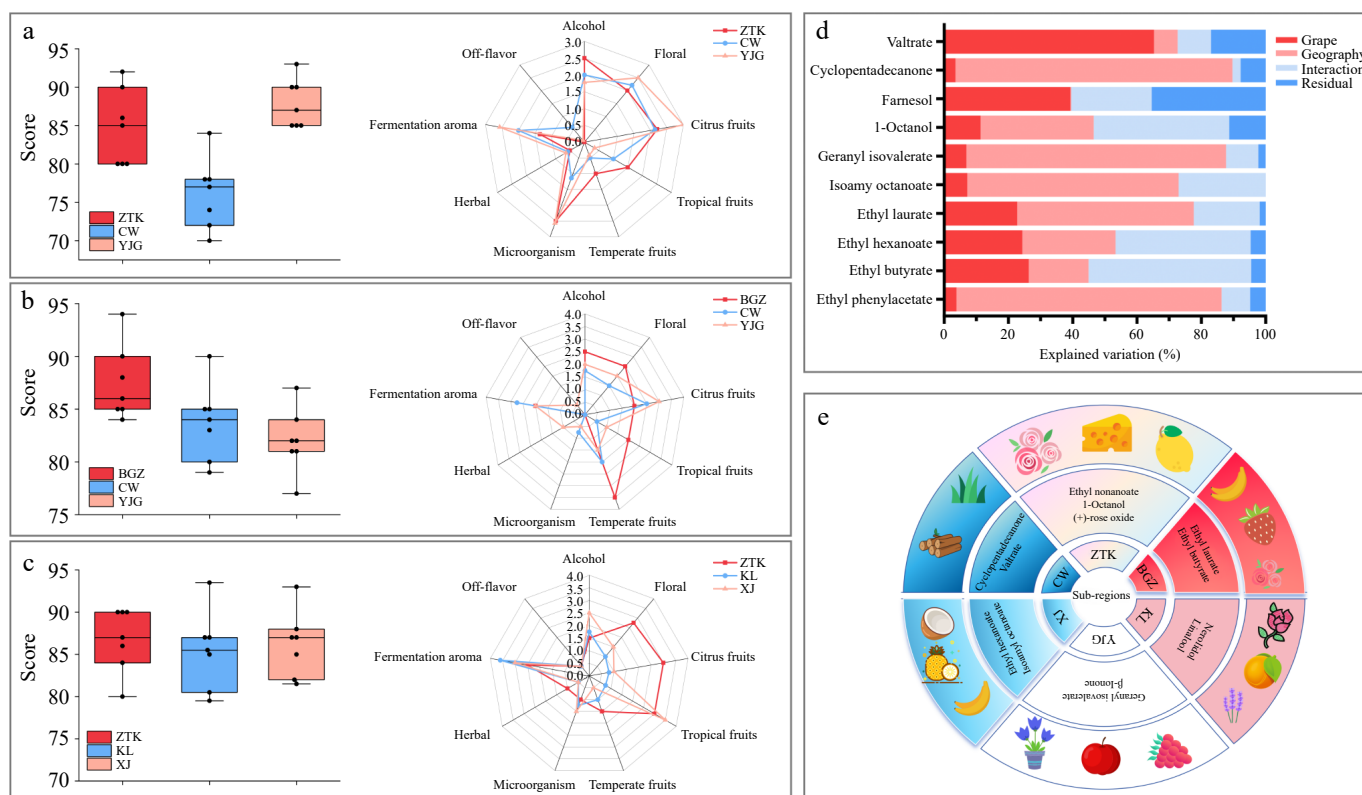 a
Score
95
90
85
80
75
70
ZTK
CW
YJG
Alcohol
Floral
Citrus fruits
Tropical fruits
Temperate fruits
Microorganism
Herbal
Fermentation aroma
Off-flavor
3.0
2.5
2.0
1.5
1.0
0.5
0.0
ZTK
CW
YJG
b
Score
95
90
85
80
75
BGZ
CW
YJG
Alcohol
Floral
Citrus fruits
Tropical fruits
Temperate fruits
Microorganism
Herbal
Fermentation aroma
Off-flavor
4.0
3.5
3.0
2.5
2.0
1.5
1.0
0.5
0.0
BGZ
CW
YJG
c
Score
95
90
85
80
75
70
ZTK
KL
XJ
Alcohol
Floral
Citrus fruits
Tropical fruits
Temperate fruits
Microorganism
Herbal
Fermentation aroma
Off-flavor
4.0
3.5
3.0
2.5
2.0
1.5
1.0
0.5
0.0
ZTK
KL
XJ
d
Valtrate
Cyclopentadecanone
Farnesol
1-Octanol
Geranyl isovalerate
Isoamy octanoate
Ethyl laurate
Ethyl hexanoate
Ethyl butyrate
Ethyl phenylacetate
0 20 40 60 80 100
Explained variation (%)
Grape
Geography
Interaction
Residual
e
Ethyl nonanoate
1-Octanol
(+)-rose oxide
ZTK
Ethyl laurate
Ethyl butyrate
BGZ
Nerolidol
Linalool
KL
Geranyl isovalerate
β-Ionone
YJG
Ethyl hexanoate
Isoamyl octanoate
XJ
Cyclopentadecanone
Valtrate
CW
Sub-regions